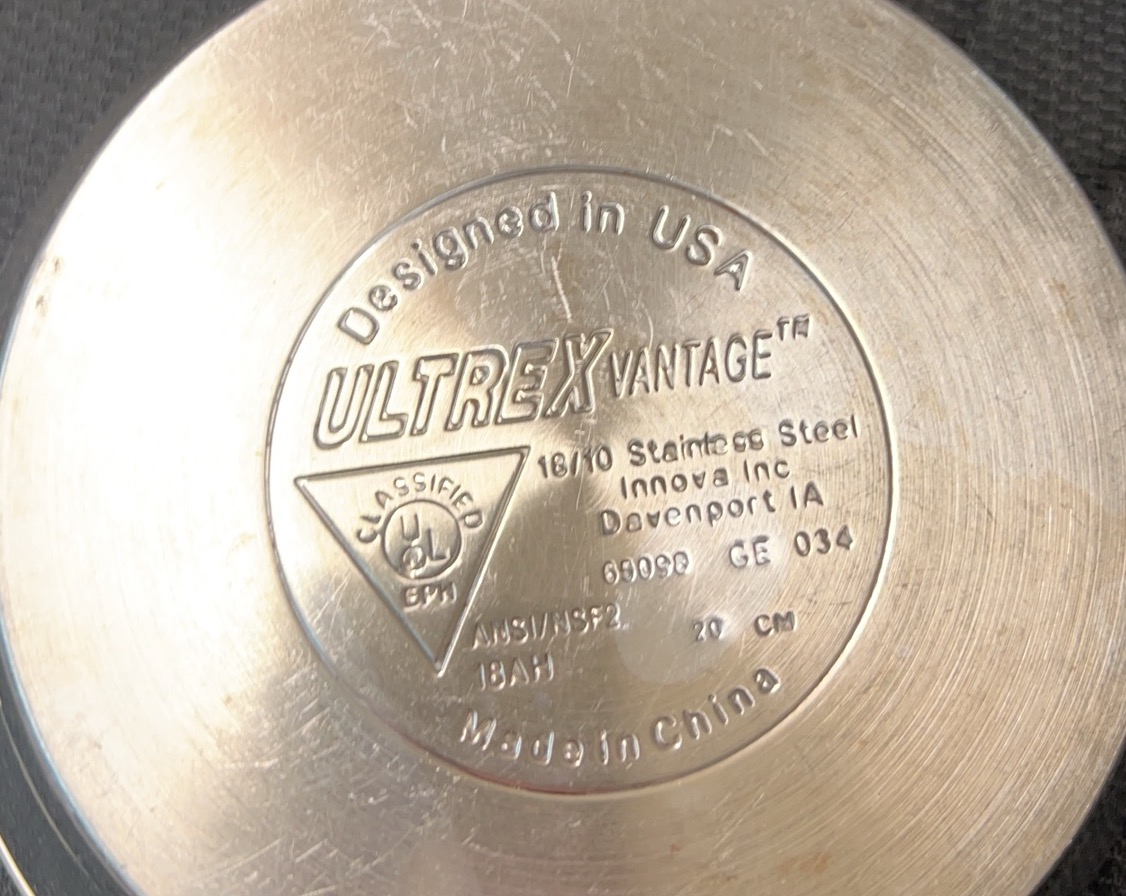 Designed in USA
ULTREX VANTAGE™
18/10 Stainless Steel
Innova Inc
Davenport IA
GE 034
CLASSIFIED
UL
EPH
ANSI/NSF2
18AH
20 CM
Made in China